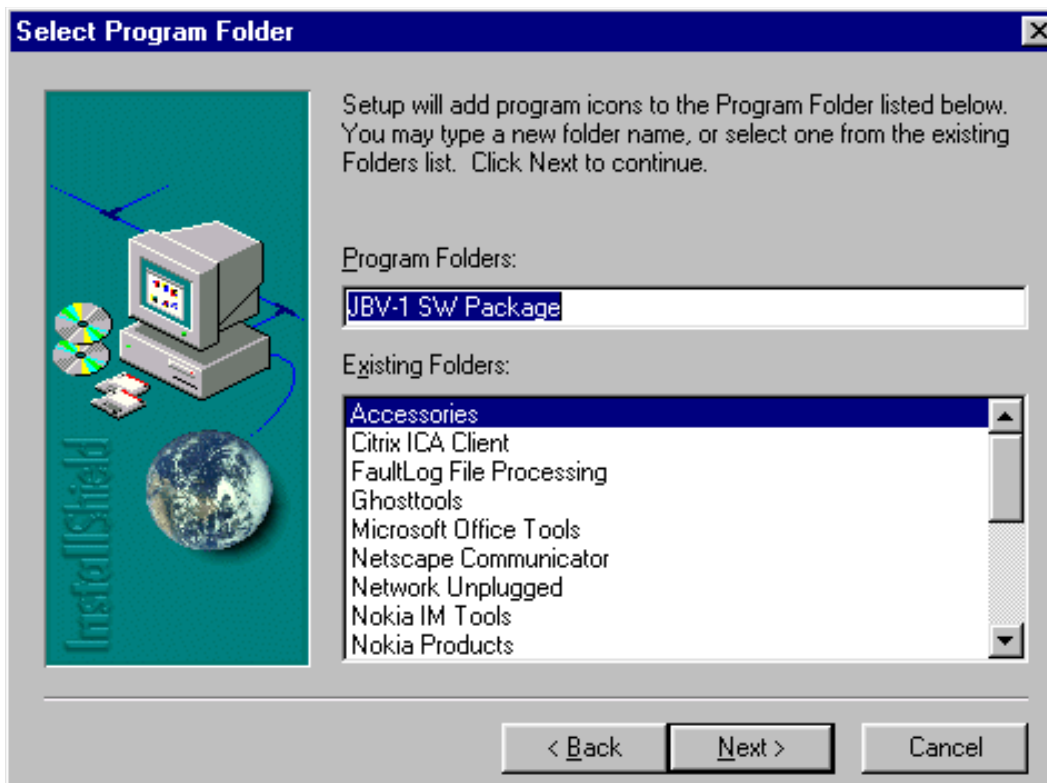 Select Program Folder
Setup will add program icons to the Program Folder listed below.
You may type a new folder name, or select one from the existing
Folders list.  Click Next to continue.
Program Folders:
JBV-1 SW Package
Existing Folders:
Accessories
Citrix ICA Client
FaultLog File Processing
Ghosttools
Microsoft Office Tools
Netscape Communicator
Network Unplugged
Nokia IM Tools
Nokia Products
InstallShield
< Back
Next >
Cancel